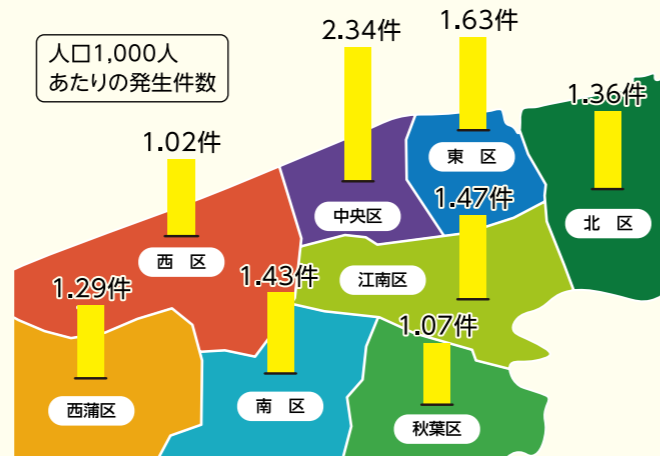 人口1,000人
あたりの発生件数
2.34件
1.63件
1.36件
1.02件
東 区
中央区
1.47件
北 区
西 区
江南区
1.29件
1.43件
1.07件
西蒲区
南 区
秋葉区